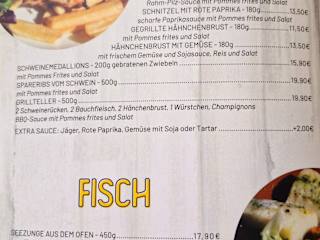 Rahm-Pilz-Sauce mit Pommes frites und Salat
SCHNITZEL MIT ROTE PAPRIKA - 180g 13,50€
scharfe Paprikasauce mit Pommes frites und Salat
GEGRILLTE HÄHNCHENBRUST - 180g 11,50€
mit Pommes frites und Salat
HÄHNCHENBRUST MIT GEMÜSE - 180g 13,50€
mit frischem Gemüse und Sojasauce, Reis und Salat
SCHWEINEMEDALLIONS - 200g gebratenen Zwiebeln 15,90€
mit Pommes Frites und Salat
SPARERIBS VOM SCHWEIN - 500g 19,90€
mit Pommes frites und Salat
GRILLTELLER - 500g 19,90€
2 Schweinerücken, 2 Bauchfleisch, 2 Hänchenbrust, 1 Würstchen, Champignons
BBQ-Sauce mit Pommes frites und Salat
EXTRA SAUCE: Jäger, Rote Paprika, Gemüse mit Soja oder Tartar +2,00€
FISCH
SEEZUNGE AUS DEM OFEN - 450g 17,90€